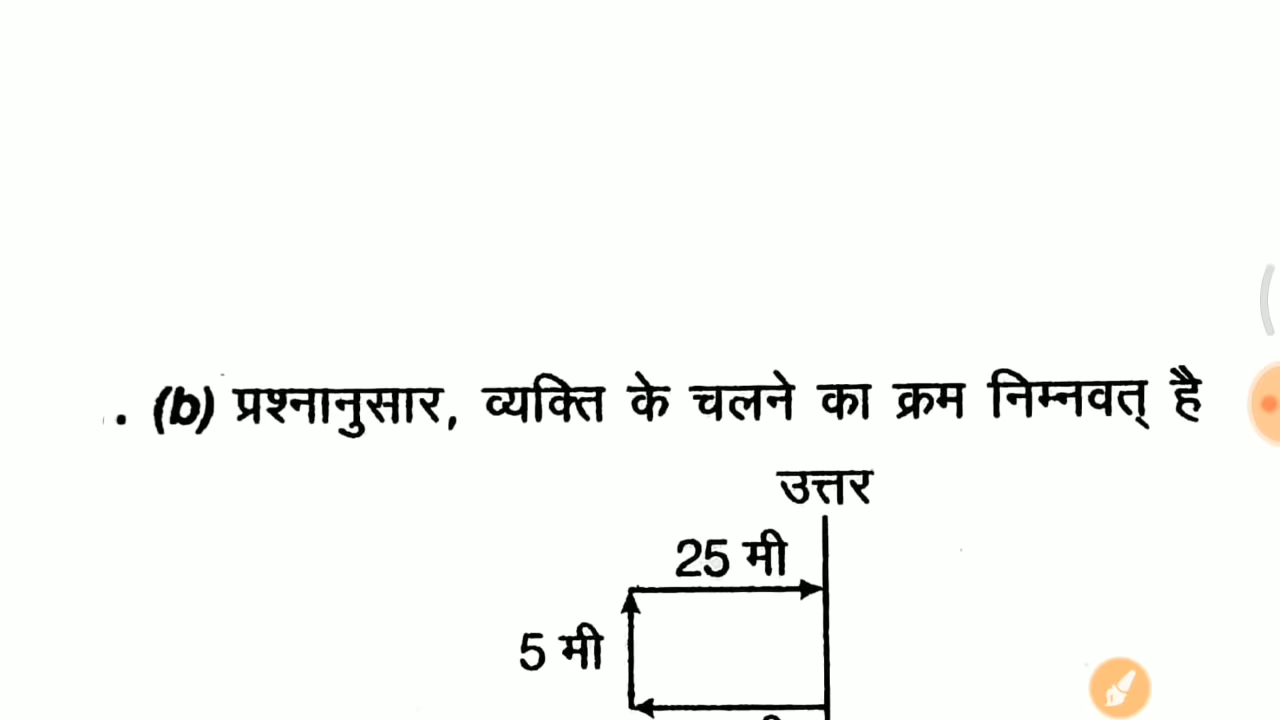 . (b) प्रश्नानुसार, व्यक्ति के चलने का क्रम निम्नवत् है
उत्तर
25 मी
5 मी